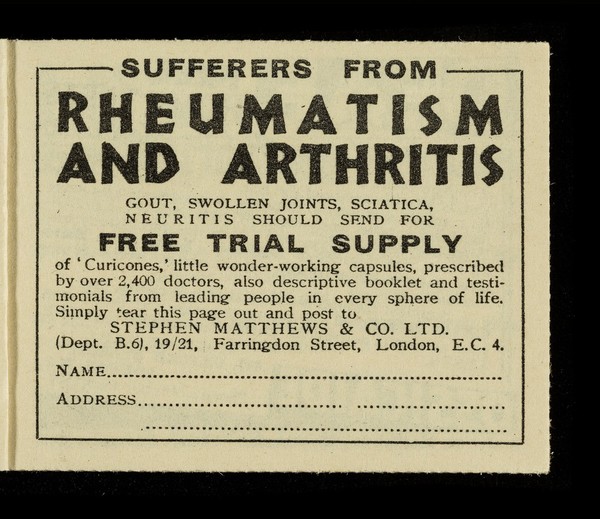 SUFFERERS FROM
RHEUMATISM
AND ARTHRITIS
GOUT, SWOLLEN JOINTS, SCIATICA,
NEURITIS SHOULD SEND FOR
FREE TRIAL SUPPLY
of 'Curicones,' little wonder-working capsules, prescribed
by over 2,400 doctors, also descriptive booklet and testi-
monials from leading people in every sphere of life.
Simply tear this page out and post to
STEPHEN MATTHEWS & CO. LTD.
(Dept. B.6), 19/21, Farringdon Street, London, E.C. 4.
NAME
ADDRESS